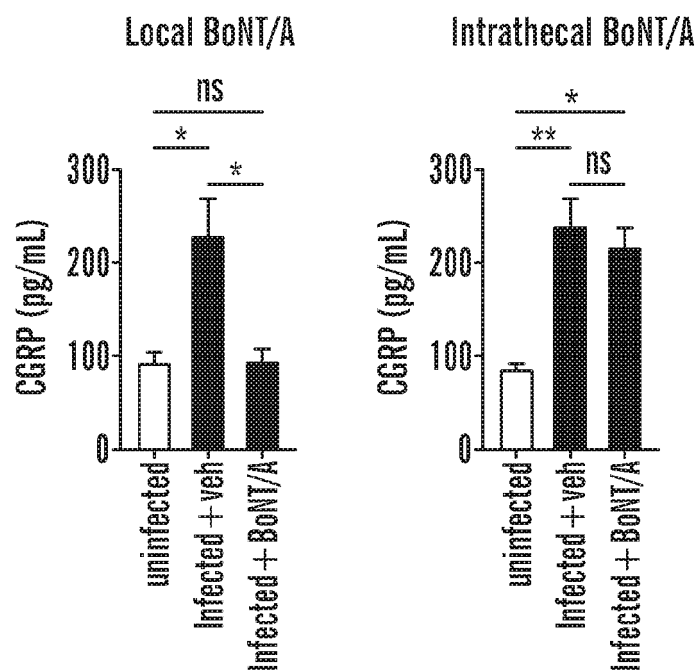 Local BoNT/A
ns
*
*
300
200
100
0
CGRP (pg/mL)
uninfected
Infected + veh
Infected + BoNT/A
Intrathecal BoNT/A
*
**
ns
300
200
100
0
CGRP (pg/mL)
uninfected
Infected + veh
Infected + BoNT/A